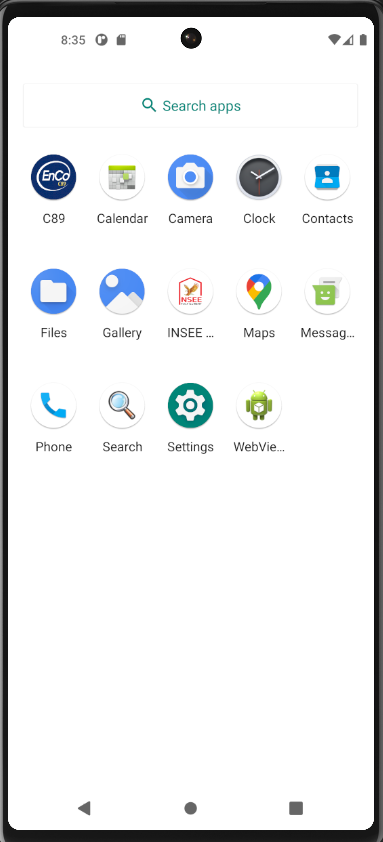 8:35
Search apps
EnCo
C89
C89 Calendar Camera Clock Contacts
INSEE
Files Gallery INSEE ... Maps Messag...
Phone Search Settings WebVie...